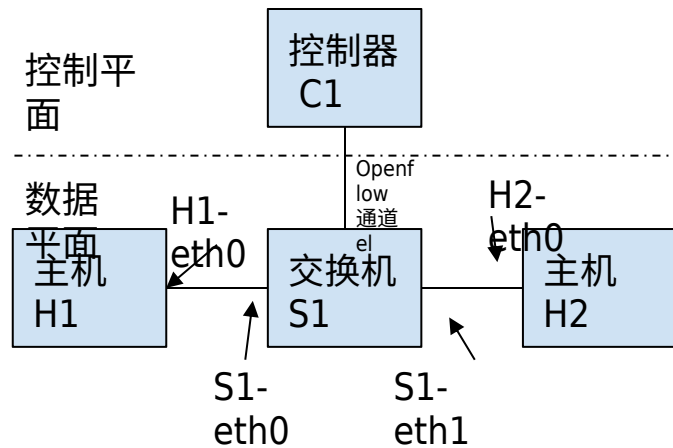 控制平
面
控制器
C1
Openf
low
通道
el
数据
平面
H1-
eth0
H2-
eth0
主机
H1
交换机
S1
主机
H2
S1-
eth0
S1-
eth1